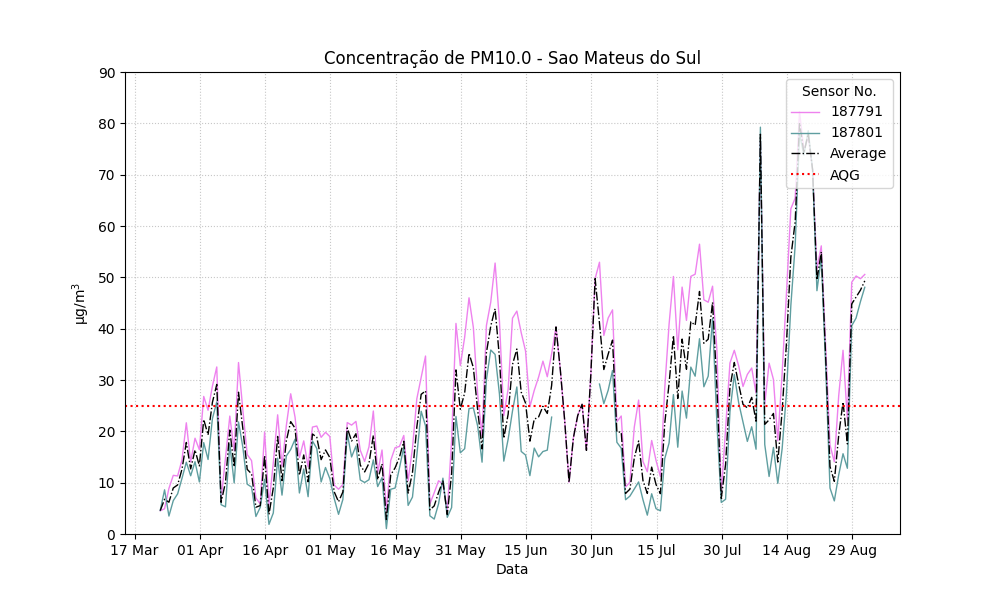 Concentração de PM10.0 - Sao Mateus do Sul
90
80
70
60
50
40
30
20
10
0
µg/m³
Sensor No.
187791
187801
Average
AQG
17 Mar 01 Apr 16 Apr 01 May 16 May 31 May 15 Jun 30 Jun 15 Jul 30 Jul 14 Aug 29 Aug
Data